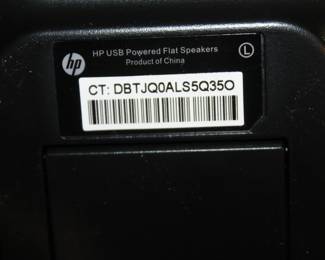 hp
HP USB Powered Flat Speakers
Product of China
L
CT: DBTJQ0ALS5Q35O